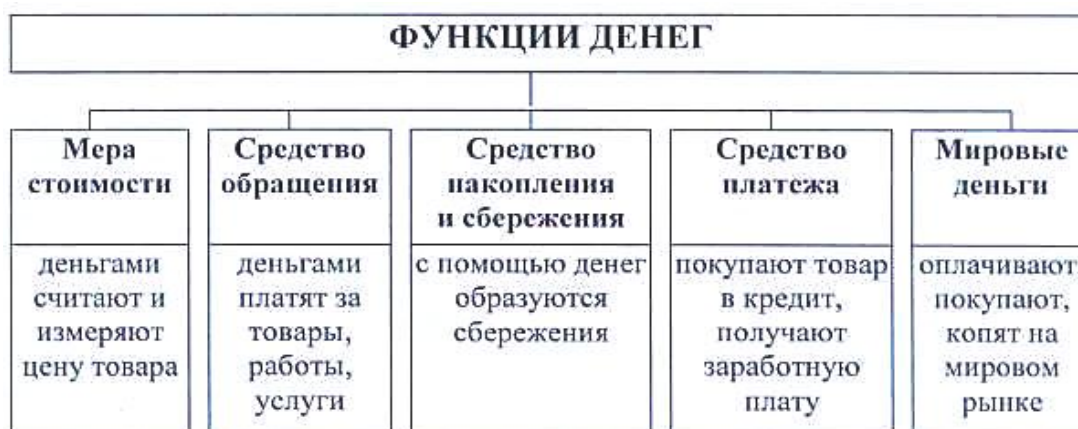 ФУНКЦИИ ДЕНЕГ
Мера
стоимости
деньгами
считают и
измеряют
цену товара
Средство
обращения
деньгами
платят за
товары,
работы,
услуги
Средство
накопления
и сбережения
с помощью денег
образуются
сбережения
Средство
платежа
покупают товар
в кредит,
получают
заработную
плату
Мировые
деньги
оплачивают,
покупают,
копят на
мировом
рынке